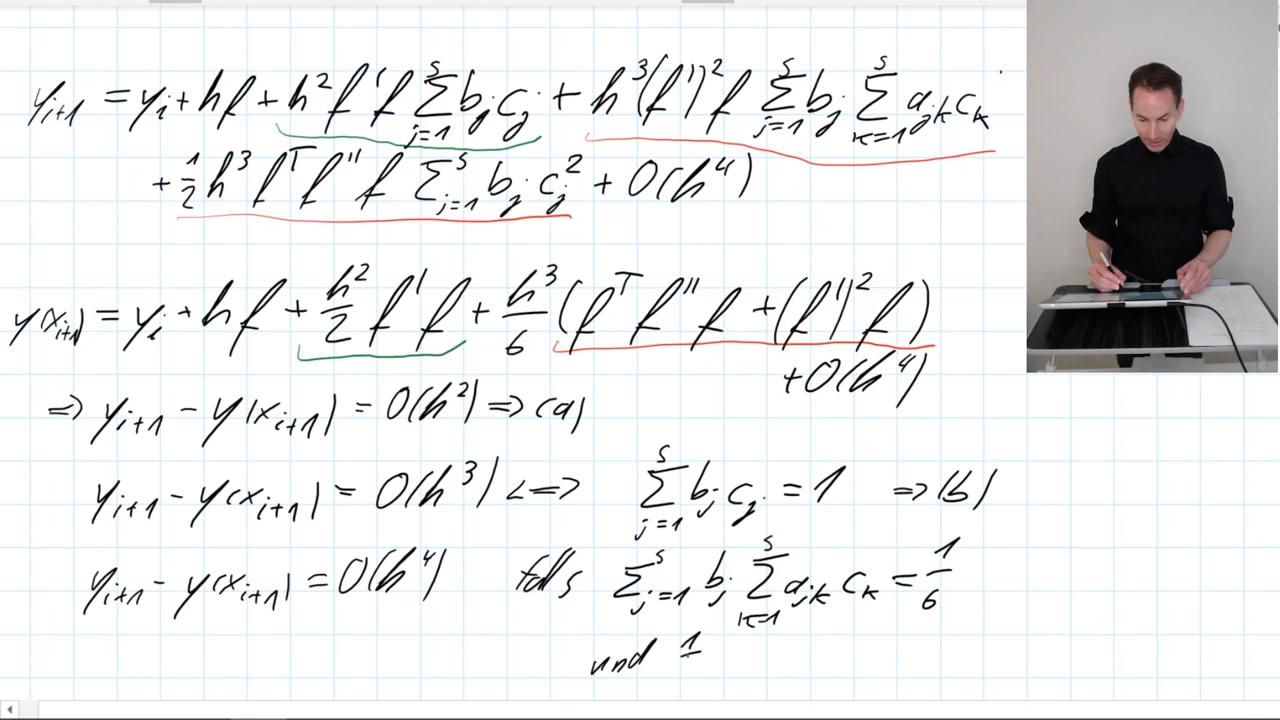 y_{i+1} = y_i + hf + h^2 f' f \sum_{j=1}^{s} b_j c_j + h^3 (f')^2 f \sum_{j=1}^{s} b_j \sum_{k=1}^{s} a_{jk} c_k
+ \frac{1}{2} h^3 f^T f'' f \sum_{j=1}^{s} b_j c_j^2 + O(h^4)
y(x_{i+1}) = y_i + hf + \frac{h^2}{2} f' f + \frac{h^3}{6} (f^T f'' f + (f')^2 f)
+ O(h^4)
⇒ y_{i+1} - y(x_{i+1}) = O(h^2) ⇒ (a)
y_{i+1} - y(x_{i+1}) = O(h^3) ⇔ \sum_{j=1}^{s} b_j c_j = 1 ⇒ (b)
y_{i+1} - y(x_{i+1}) = O(h^4) falls \sum_{j=1}^{s} b_j \sum_{k=1}^{s} a_{jk} c_k = \frac{1}{6}
und \frac{1}{}